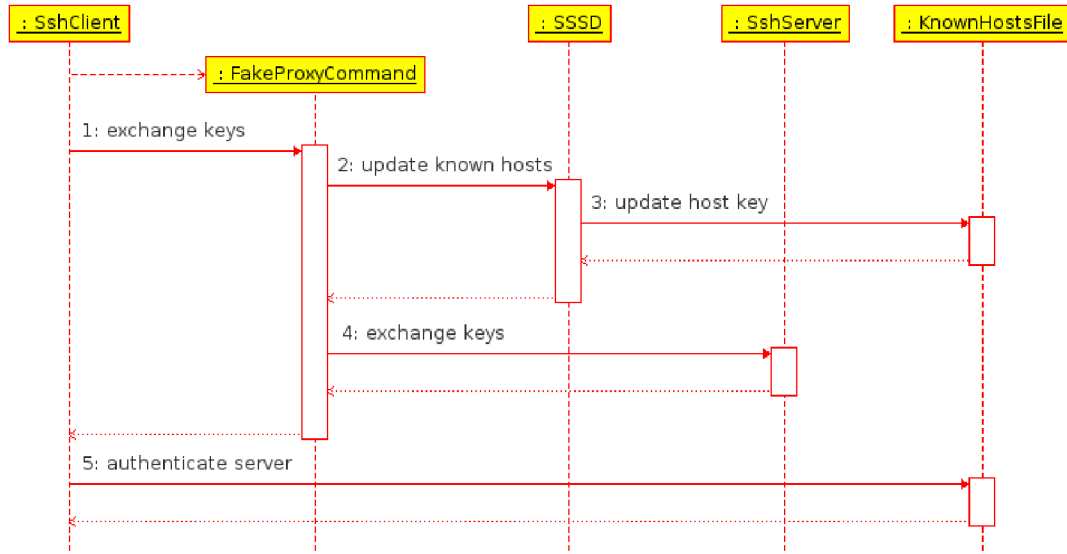 : SshClient
: SSSD
: SshServer
: KnownHostsFile
: FakeProxyCommand
1: exchange keys
2: update known hosts
3: update host key
4: exchange keys
5: authenticate server